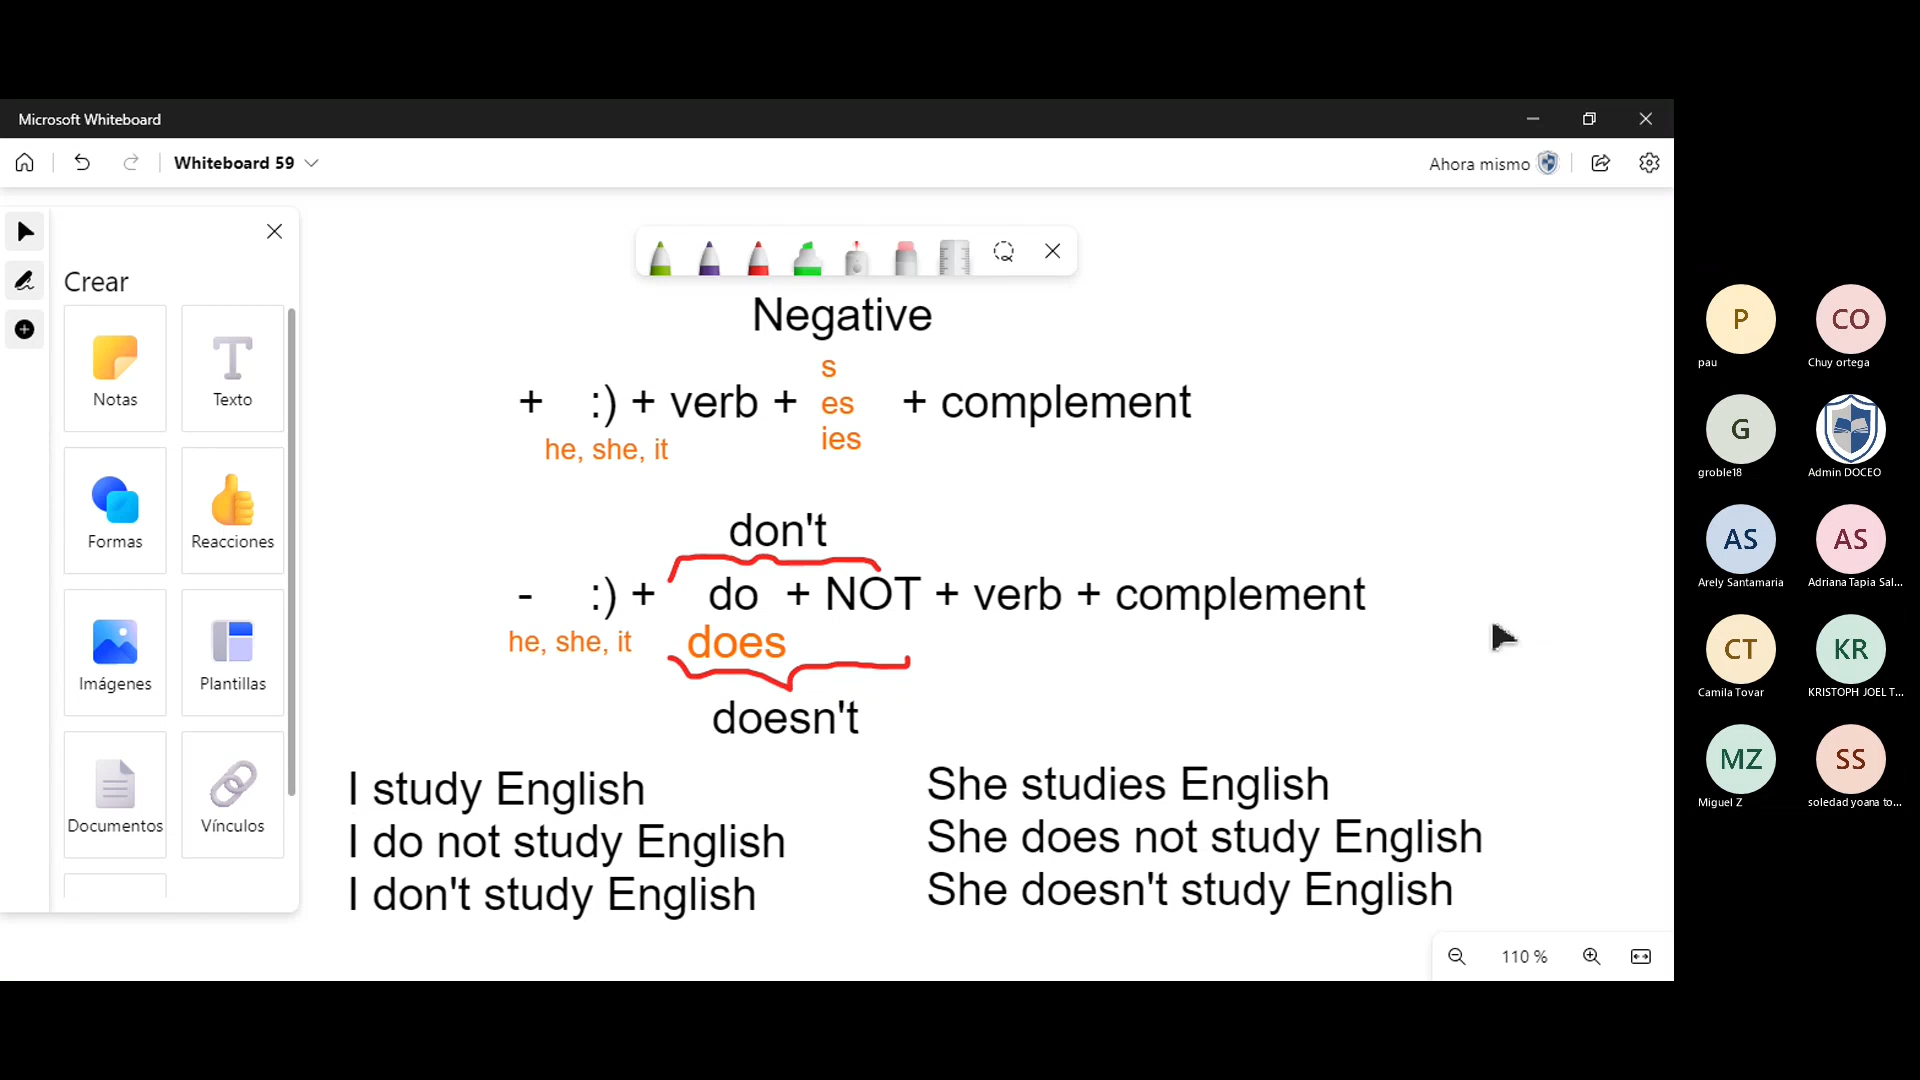 Microsoft Whiteboard
Whiteboard 59
Ahora mismo
Crear
Notas
Texto
Formas
Reacciones
Imágenes
Plantillas
Documentos
Vínculos
Negative
s
+ :) + verb + es + complement
ies
he, she, it
don't
- :) + do + NOT + verb + complement
he, she, it does
doesn't
I study English
I do not study English
I don't study English
She studies English
She does not study English
She doesn't study English
110 %
P
CO
pau
Chuy ortega
G
groble18
Admin DOCEO
AS
AS
Arely Santamaria
Adriana Tapia Sal...
CT
KR
Camila Tovar
KRISTOPH JOEL T...
MZ
SS
Miguel Z
soledad yoana to...